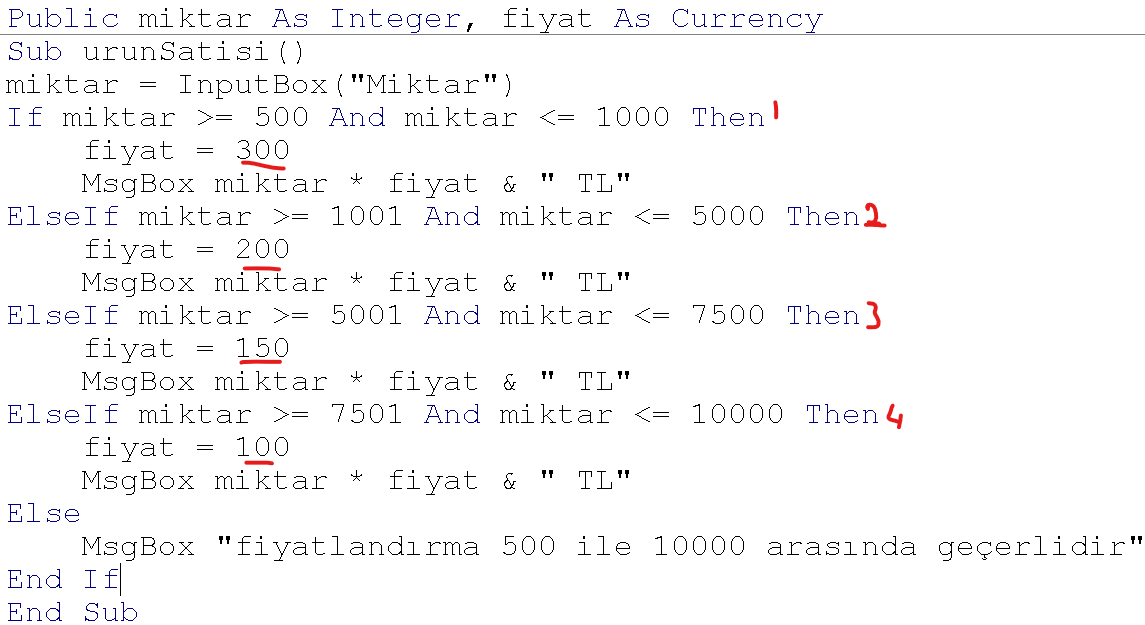 Public miktar As Integer, fiyat As Currency
Sub urunSatisi()
miktar = InputBox("Miktar")
If miktar >= 500 And miktar <= 1000 Then 1
    fiyat = 300
    MsgBox miktar * fiyat & " TL"
ElseIf miktar >= 1001 And miktar <= 5000 Then 2
    fiyat = 200
    MsgBox miktar * fiyat & " TL"
ElseIf miktar >= 5001 And miktar <= 7500 Then 3
    fiyat = 150
    MsgBox miktar * fiyat & " TL"
ElseIf miktar >= 7501 And miktar <= 10000 Then 4
    fiyat = 100
    MsgBox miktar * fiyat & " TL"
Else
    MsgBox "fiyatlandırma 500 ile 10000 arasında geçerlidir"
End If
End Sub